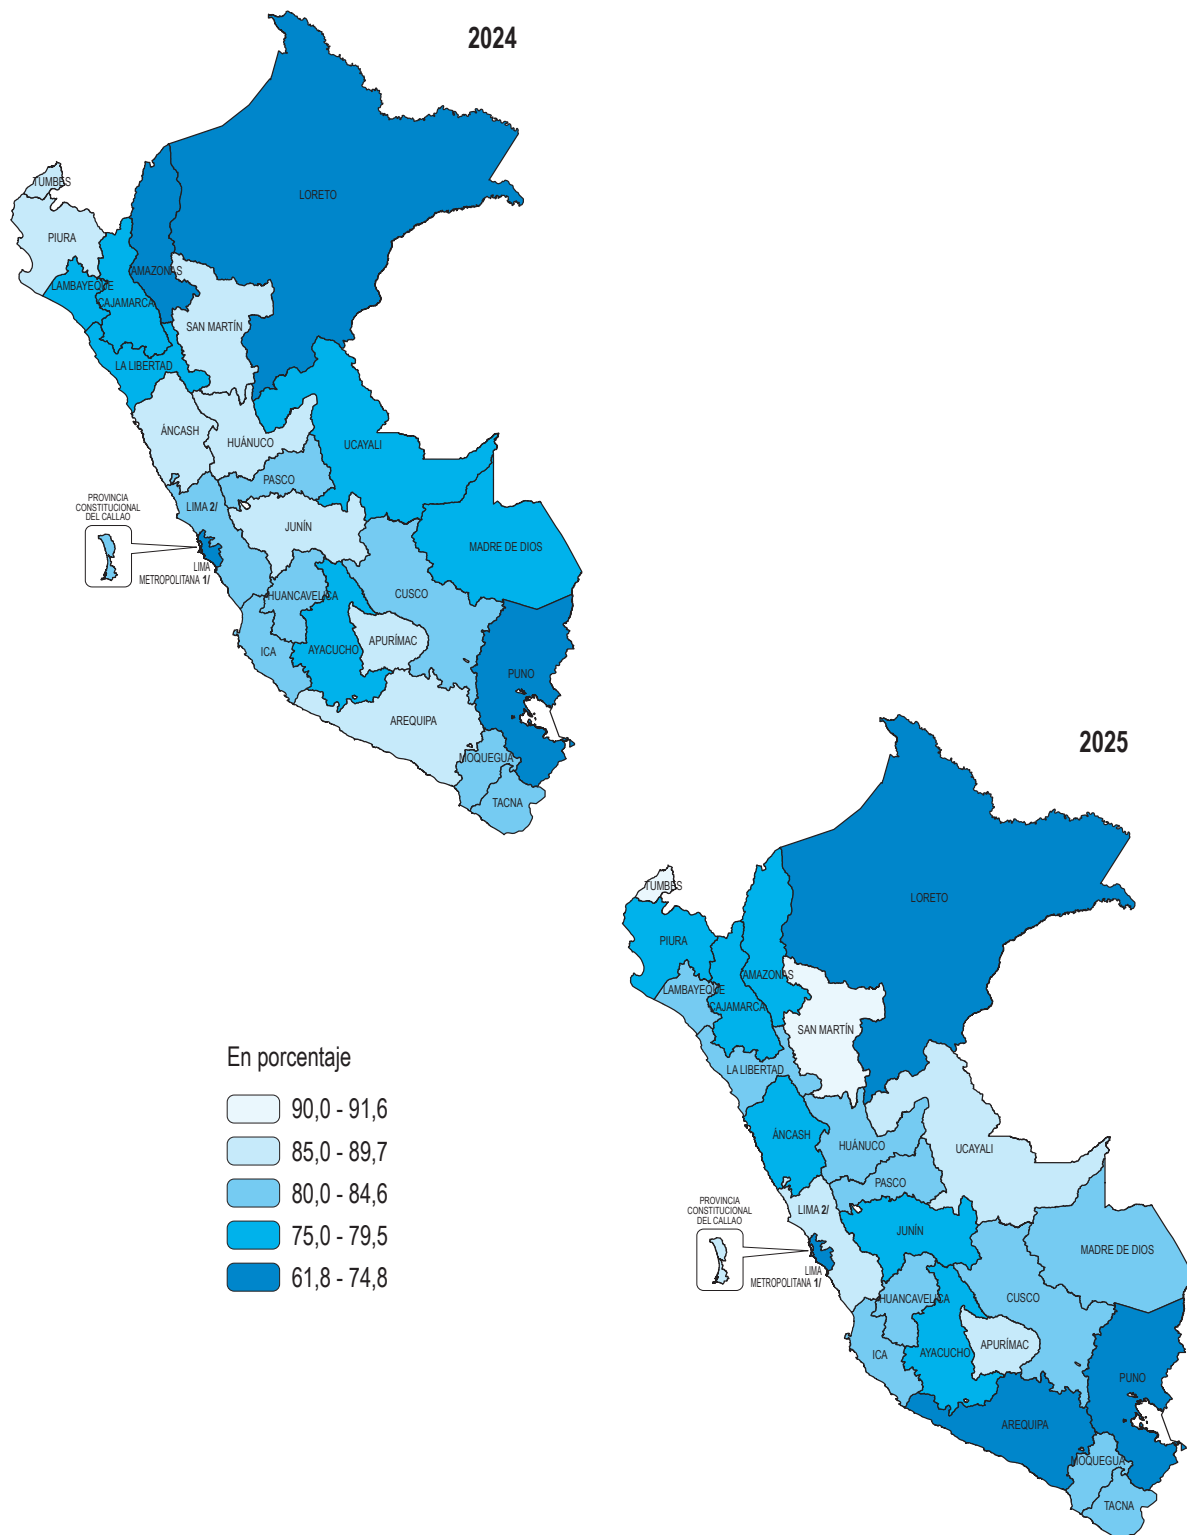 2024
LORETO
TUMBES
PIURA
AMAZONAS
LAMBAYEQUE
CAJAMARCA
SAN MARTÍN
LA LIBERTAD
ÁNCASH
HUÁNUCO
UCAYALI
PASCO
PROVINCIA
CONSTITUCIONAL
DEL CALLAO
LIMA 2/
JUNÍN
MADRE DE DIOS
LIMA
METROPOLITANA 1/
HUANCAVELICA
CUSCO
APURÍMAC
ICA
AYACUCHO
PUNO
AREQUIPA
MOQUEGUA
TACNA
2025
LORETO
TUMBES
PIURA
AMAZONAS
LAMBAYEQUE
CAJAMARCA
SAN MARTÍN
LA LIBERTAD
ÁNCASH
HUÁNUCO
UCAYALI
PASCO
PROVINCIA
CONSTITUCIONAL
DEL CALLAO
LIMA 2/
JUNÍN
MADRE DE DIOS
LIMA
METROPOLITANA 1/
HUANCAVELICA
CUSCO
APURÍMAC
ICA
AYACUCHO
PUNO
AREQUIPA
MOQUEGUA
TACNA
En porcentaje
90,0 - 91,6
85,0 - 89,7
80,0 - 84,6
75,0 - 79,5
61,8 - 74,8